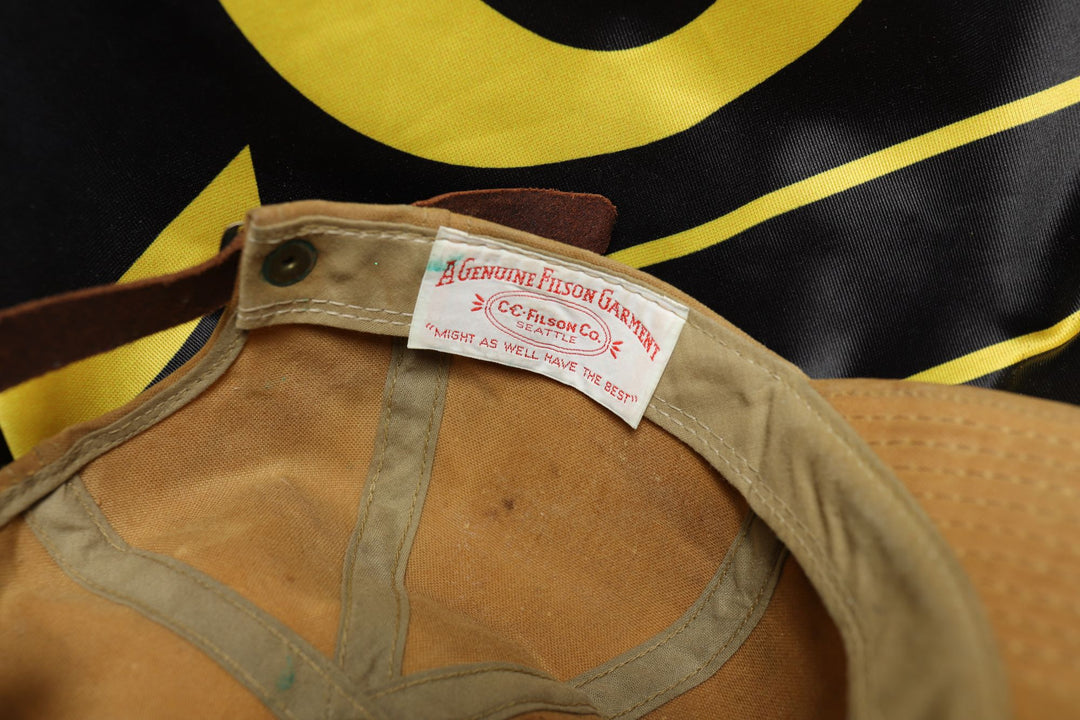 A GENUINE FILSON GARMENT
C·C·FILSON CO.
SEATTLE
"MIGHT AS WELL HAVE THE BEST"